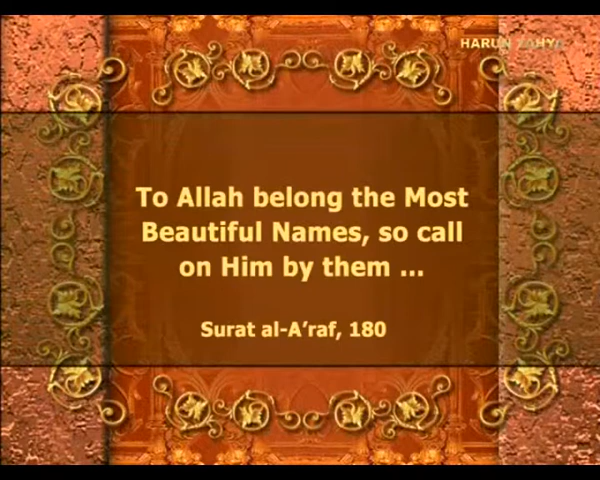 HARUN YAHYA
To Allah belong the Most
Beautiful Names, so call
on Him by them ...
Surat al-A’raf, 180